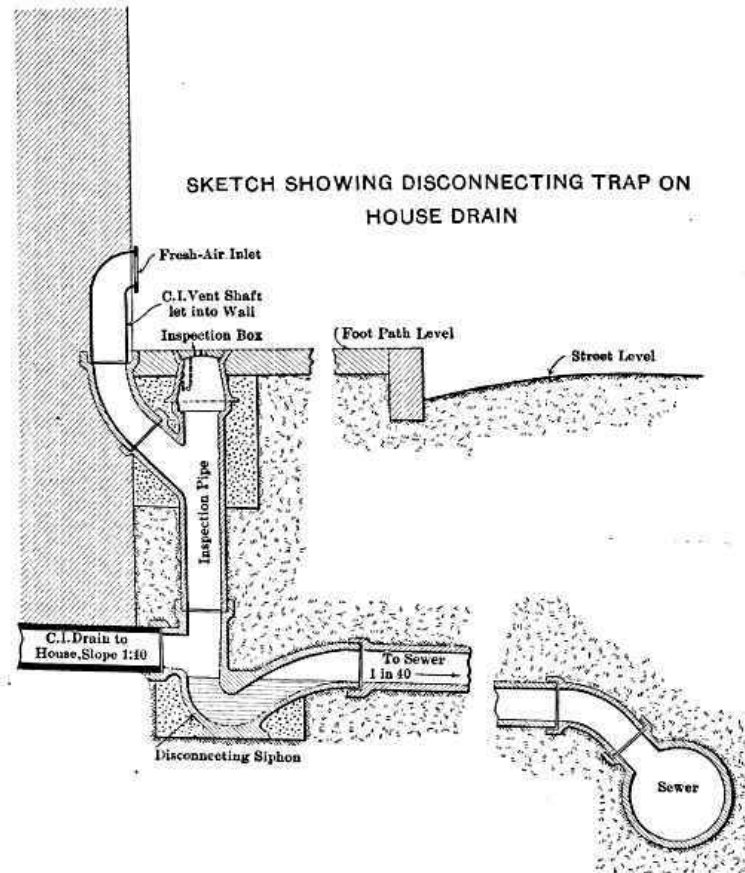 SKETCH SHOWING DISCONNECTING TRAP ON
HOUSE DRAIN
Fresh-Air Inlet
C.I.Vent Shaft
let into Wall
Inspection Box
Foot Path Level
Street Level
Inspection Pipe
C.I.Drain to
House,Slope 1:40
To Sewer
1 in 40
Disconnecting Siphon
Sewer